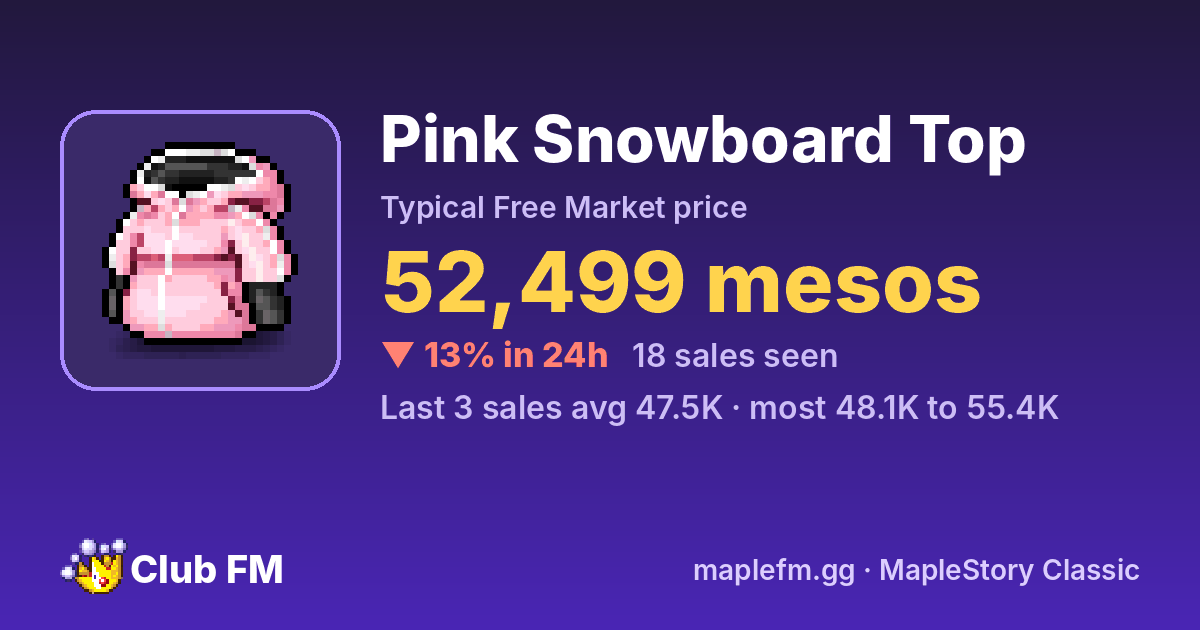 Pink Snowboard Top
Typical Free Market price
52,499 mesos
▼ 13% in 24h 18 sales seen
Last 3 sales avg 47.5K · most 48.1K to 55.4K
Club FM
maplefm.gg · MapleStory Classic